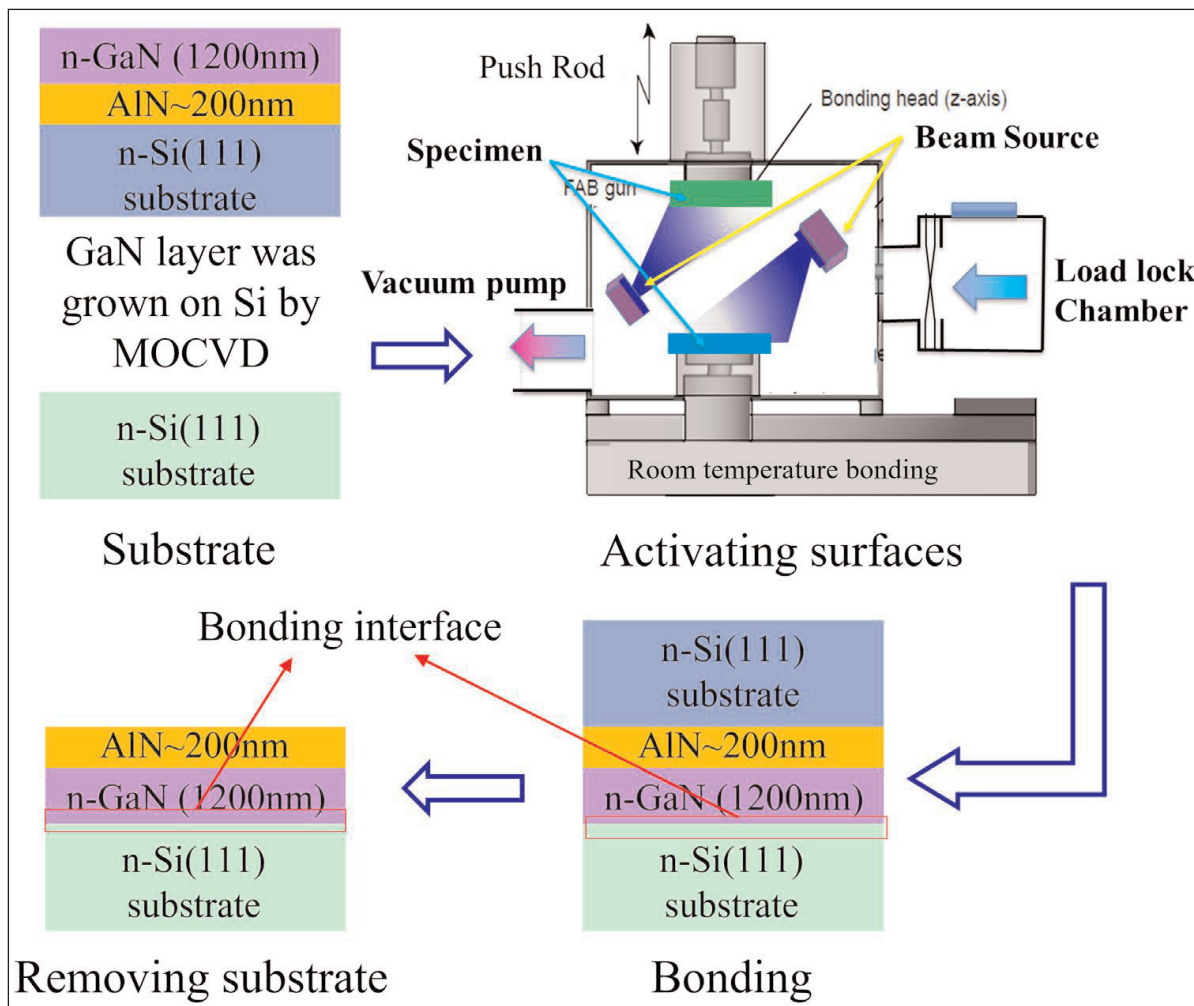 n-GaN (1200nm)
AlN~200nm
n-Si(111)
substrate
GaN layer was
grown on Si by
MOCVD
n-Si(111)
substrate
Substrate
Push Rod
Bonding head (z-axis)
Specimen
Beam Source
FAB gun
Vacuum pump
Load lock
Chamber
Room temperature bonding
Activating surfaces
Bonding interface
AlN~200nm
n-GaN (1200nm)
n-Si(111)
substrate
Removing substrate
n-Si(111)
substrate
AlN~200nm
n-GaN (1200nm)
n-Si(111)
substrate
Bonding